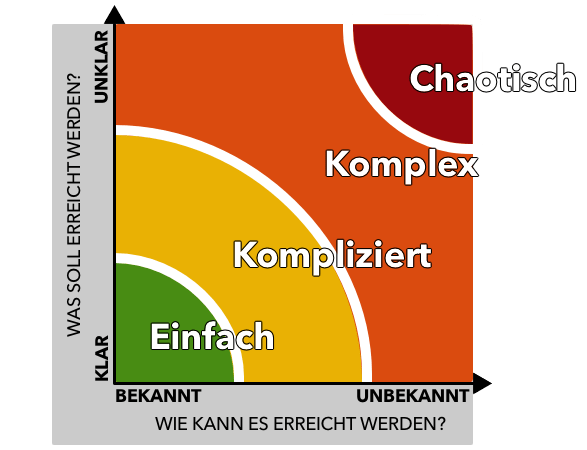 UNKLAR
WAS SOLL ERREICHT WERDEN?
KLAR
Chaotisch
Komplex
Kompliziert
Einfach
BEKANNT
UNBEKANNT
WIE KANN ES ERREICHT WERDEN?